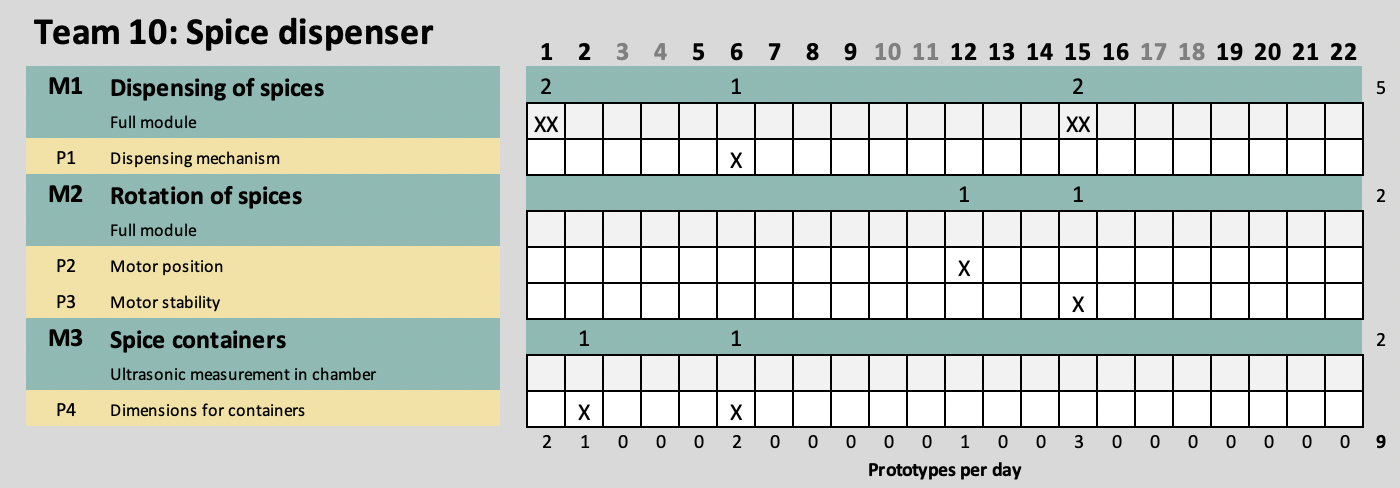 Team 10: Spice dispenser
1 2 3 4 5 6 7 8 9 10 11 12 13 14 15 16 17 18 19 20 21 22
M1 Dispensing of spices 2 1 2 5
Full module XX XX
P1 Dispensing mechanism X
M2 Rotation of spices 1 1 2
Full module
P2 Motor position X
P3 Motor stability X
M3 Spice containers 1 1 2
Ultrasonic measurement in chamber
P4 Dimensions for containers X X
2 1 0 0 0 2 0 0 0 0 0 1 0 0 3 0 0 0 0 0 0 0 9
Prototypes per day